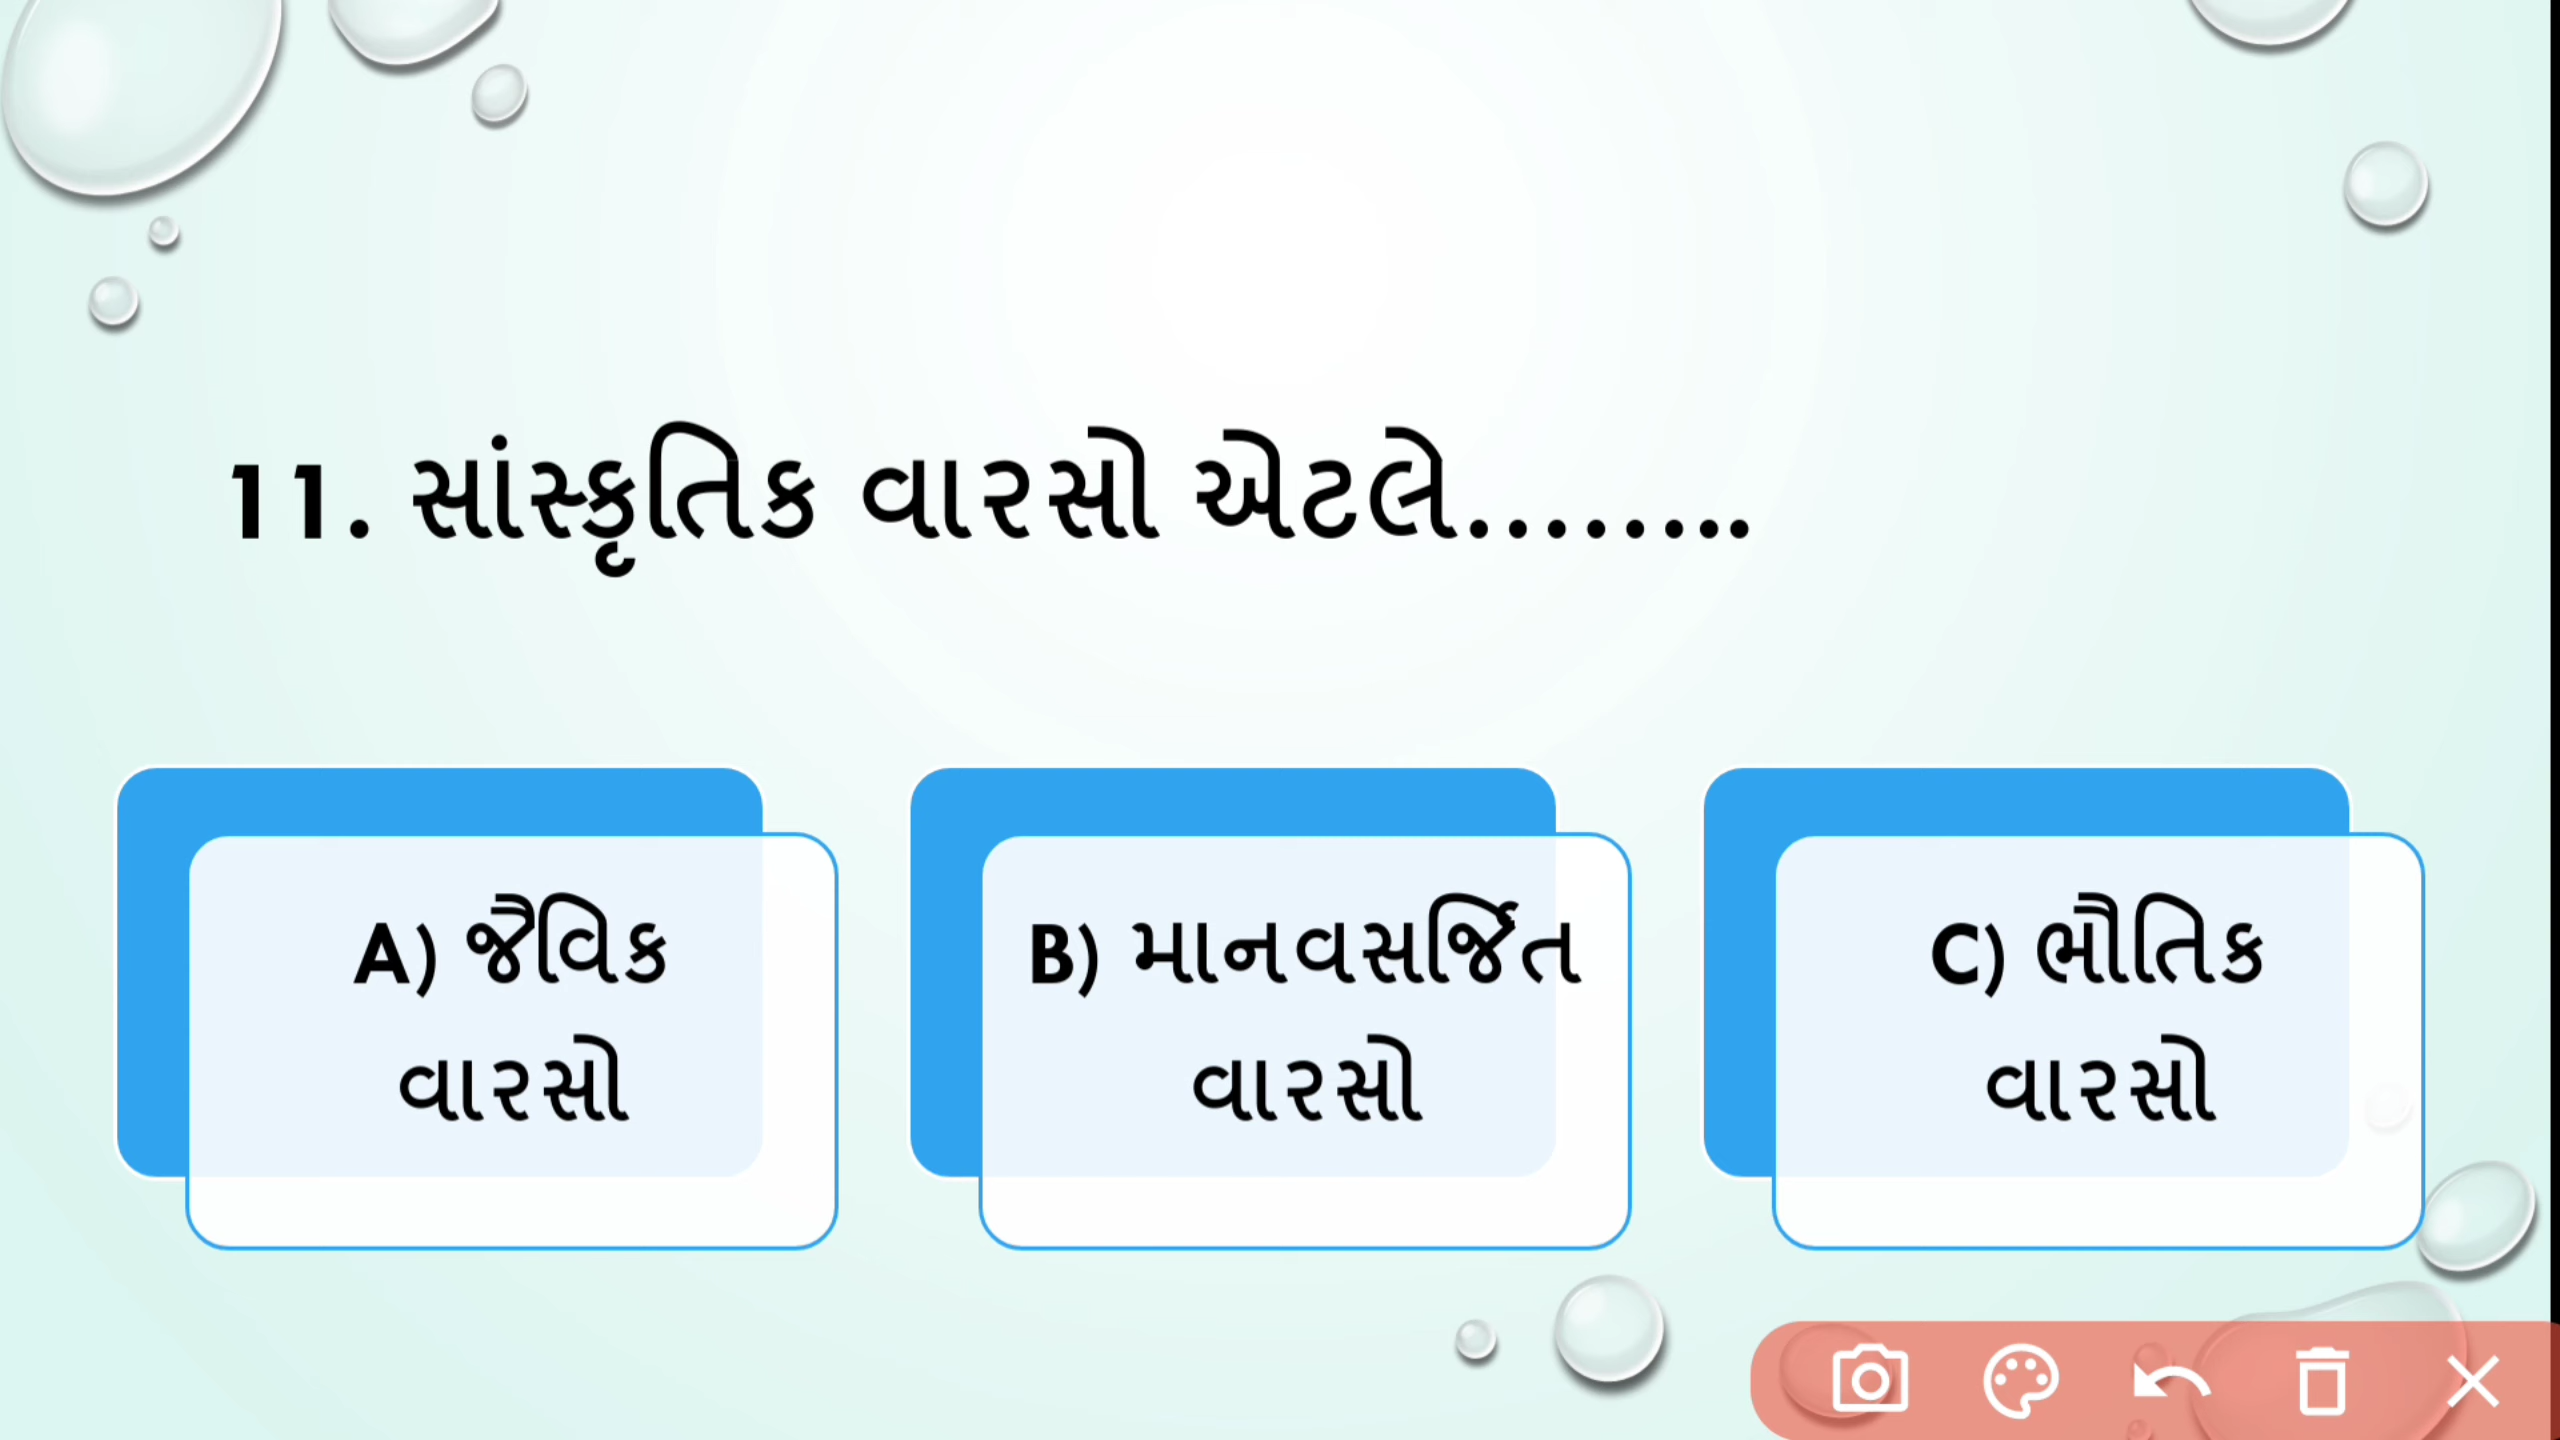 11. સાંસ્કૃતિક વારસો એટલે........
A) જૈવિક
વારસો
B) માનવસર્જિત
વારસો
C) ભૌતિક
વારસો